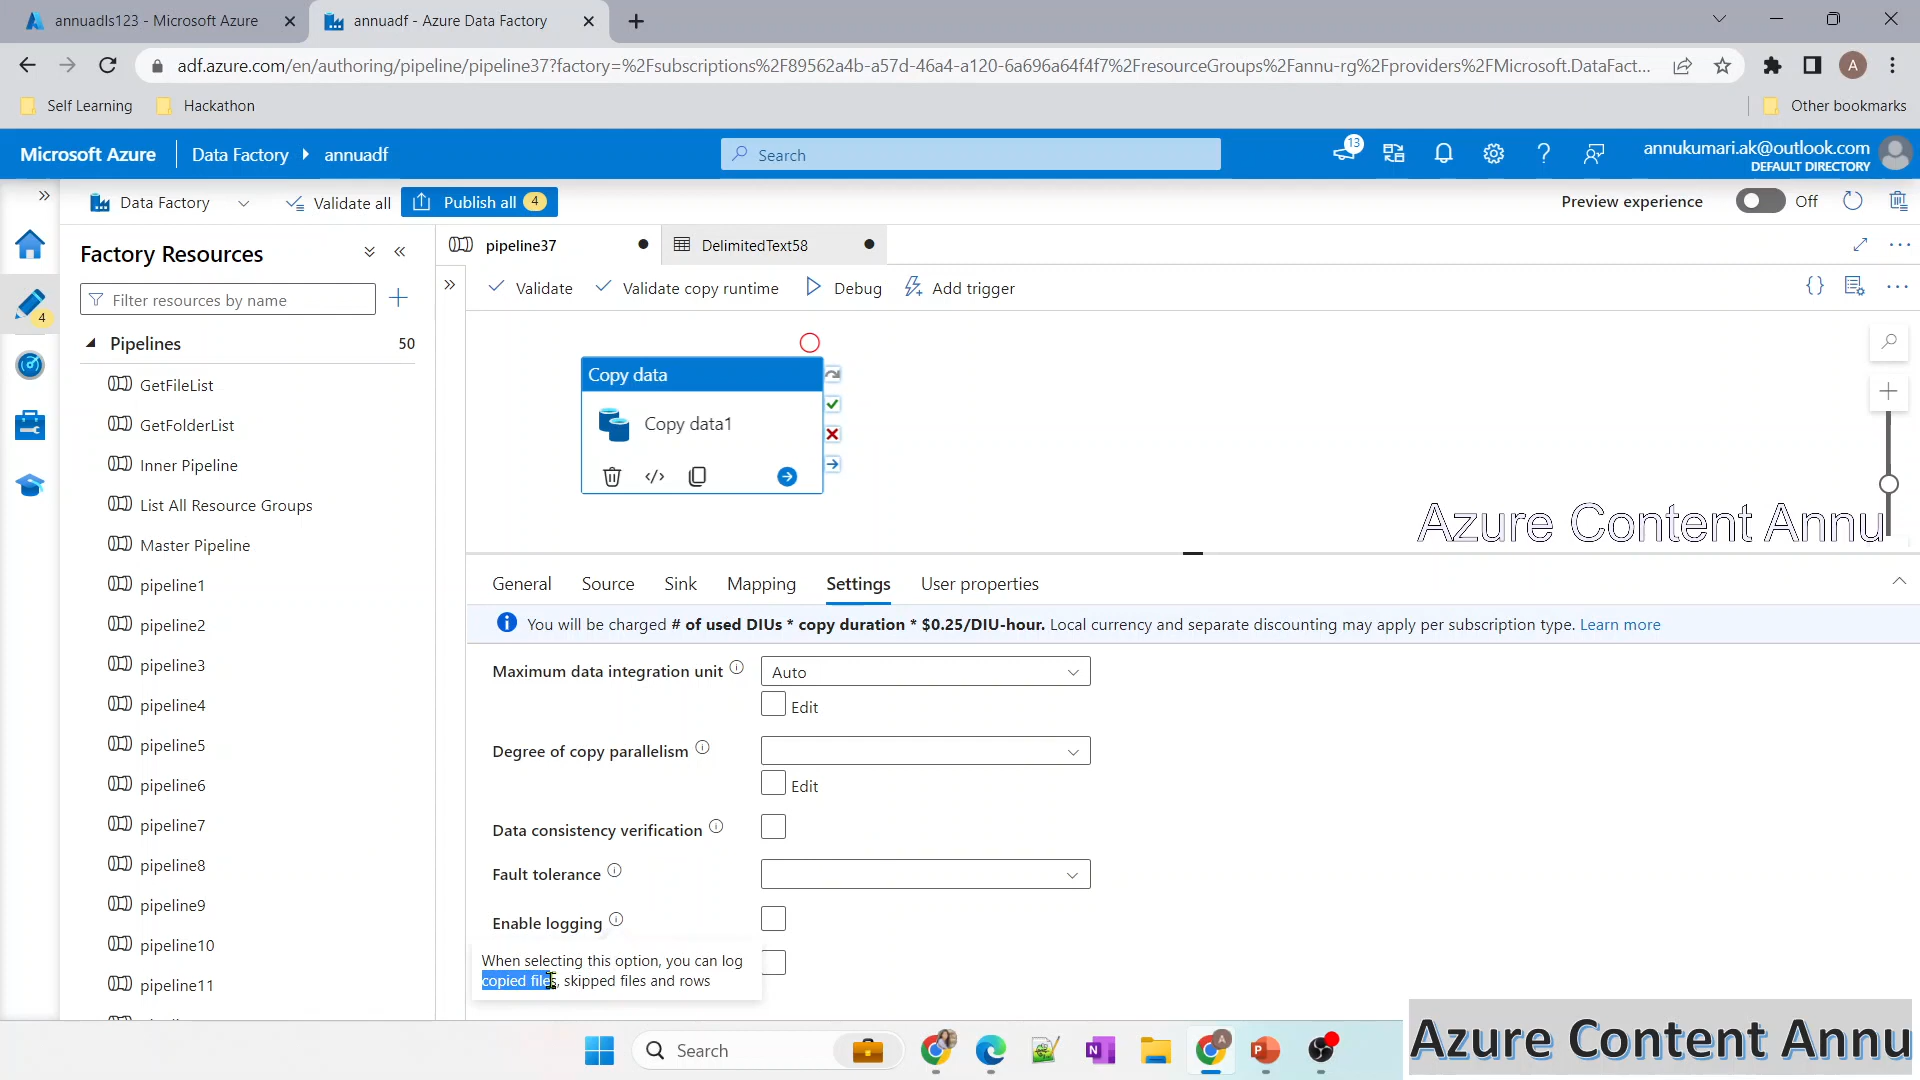 annuadls123 - Microsoft Azure
annuadf - Azure Data Factory
adf.azure.com/en/authoring/pipeline/pipeline37?factory=%2Fsubscriptions%2F89562a4b-a57d-46a4-a120-6a696a64f4f7%2FresourceGroups%2Fannu-rg%2Fproviders%2FMicrosoft.DataFact...
A
Self Learning
Hackathon
Other bookmarks
Microsoft Azure
Data Factory
annuadf
Search
13
annukumari.ak@outlook.com
DEFAULT DIRECTORY
Data Factory
Validate all
Publish all 4
Preview experience
Off
4
Factory Resources
Filter resources by name
Pipelines 50
GetFileList
GetFolderList
Inner Pipeline
List All Resource Groups
Master Pipeline
pipeline1
pipeline2
pipeline3
pipeline4
pipeline5
pipeline6
pipeline7
pipeline8
pipeline9
pipeline10
pipeline11
pipeline37
DelimitedText58
Validate
Validate copy runtime
Debug
Add trigger
Copy data
Copy data1
Azure Content Annu
General
Source
Sink
Mapping
Settings
User properties
You will be charged # of used DIUs * copy duration * $0.25/DIU-hour. Local currency and separate discounting may apply per subscription type. Learn more
Maximum data integration unit
Auto
Edit
Degree of copy parallelism
Edit
Data consistency verification
Fault tolerance
Enable logging
When selecting this option, you can log
copied files, skipped files and rows
Search
A
Azure Content Annu